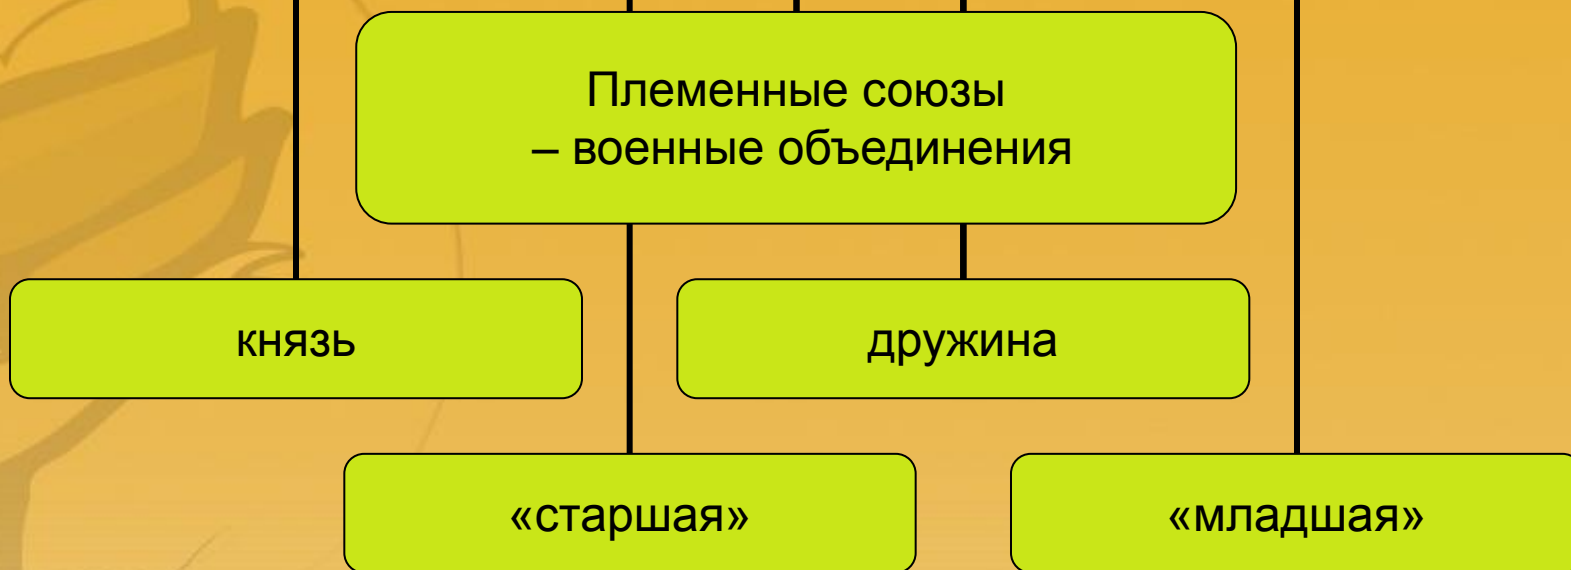 Племенные союзы
– военные объединения
князь
дружина
«старшая»
«младшая»